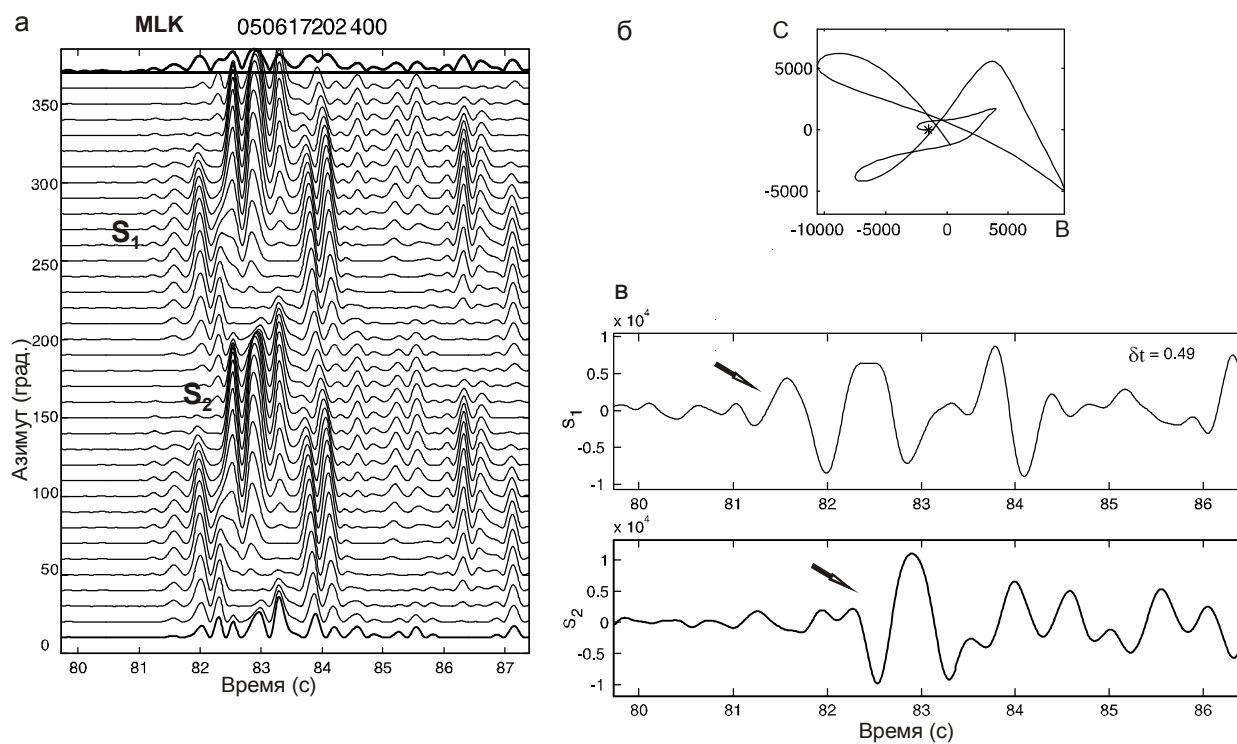 а
MLK 050617202400
350
300
250
200
150
100
50
0
S1
S2
Азимут (град.)
80 81 82 83 84 85 86 87
Время (с)
б
С
5000
0
-5000
-10000 -5000 0 5000
В
в
x 10^4
1
0.5
0
-0.5
-1
S1
δt = 0.49
80 81 82 83 84 85 86
x 10^4
1
0.5
0
-0.5
-1
S2
80 81 82 83 84 85 86
Время (с)